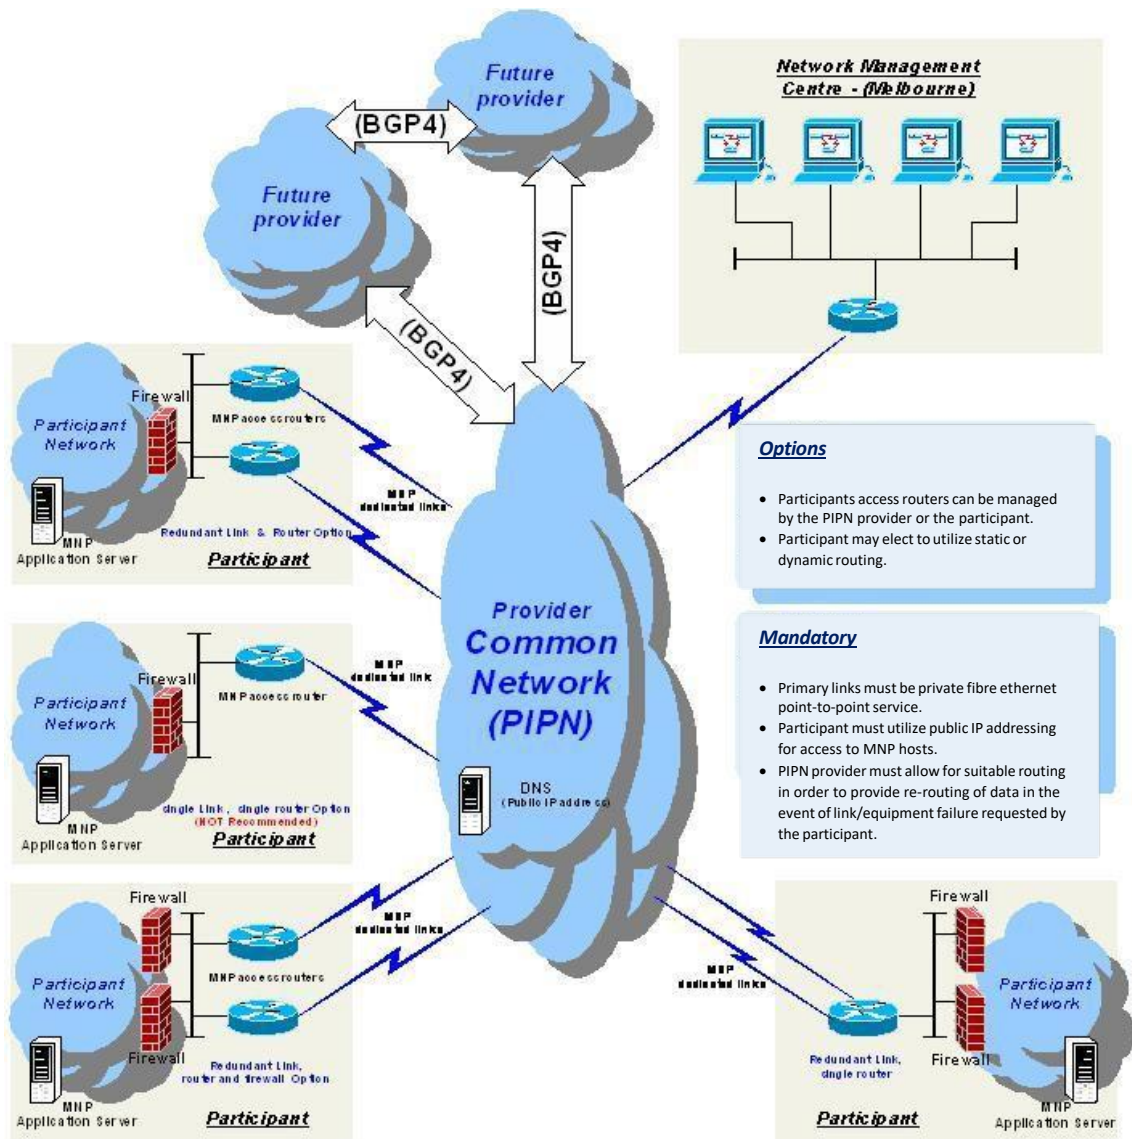 Future
provider
(BGP4)
Future
provider
(BGP4)
(BGP4)
Network Management
Centre - (Melbourne)
Firewall
Participant
Network
MNP access routers
MNP
dedicated links
MNP
Application Server
Redundant Link & Router Option
Participant
Options
• Participants access routers can be managed
by the PIPN provider or the participant.
• Participant may elect to utilize static or
dynamic routing.
Provider
Common
Network
(PIPN)
DNS
(Public IP address)
Mandatory
• Primary links must be private fibre ethernet
point-to-point service.
• Participant must utilize public IP addressing
for access to MNP hosts.
• PIPN provider must allow for suitable routing
in order to provide re-routing of data in the
event of link/equipment failure requested by
the participant.
Firewall
Participant
Network
MNP access router
MNP
dedicated link
MNP
Application Server
single Link, single router Option
(NOT Recommended)
Participant
Firewall
Participant
Network
MNP access routers
MNP
dedicated links
Firewall
MNP
Application Server
Redundant Link,
router and firewall Option
Participant
MNP
dedicated links
Firewall
Participant
Network
Firewall
Redundant Link,
single router
MNP
Application Server
Participant